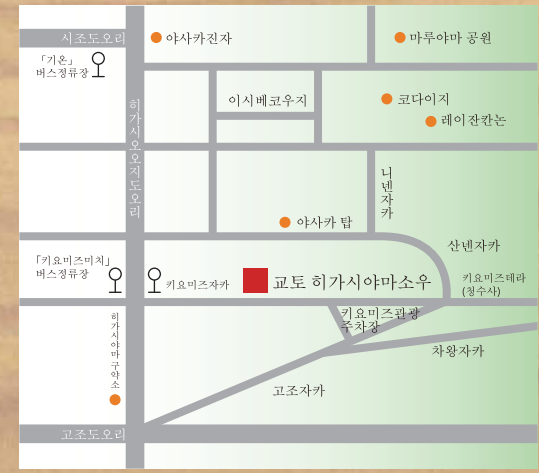 시조도오리
야사카진자
마루야마 공원
「기온」
버스정류장
히가시오오지도오리
이시베코우지
코다이지
레이잔칸논
니넨자카
야사카 탑
산넨자카
「키요미즈미치」
버스정류장
키요미즈자카
교토 히가시야마소우
키요미즈데라
(청수사)
히가시야마 구약소
키요미즈관광
주차장
차왕자카
고조자카
고조도오리